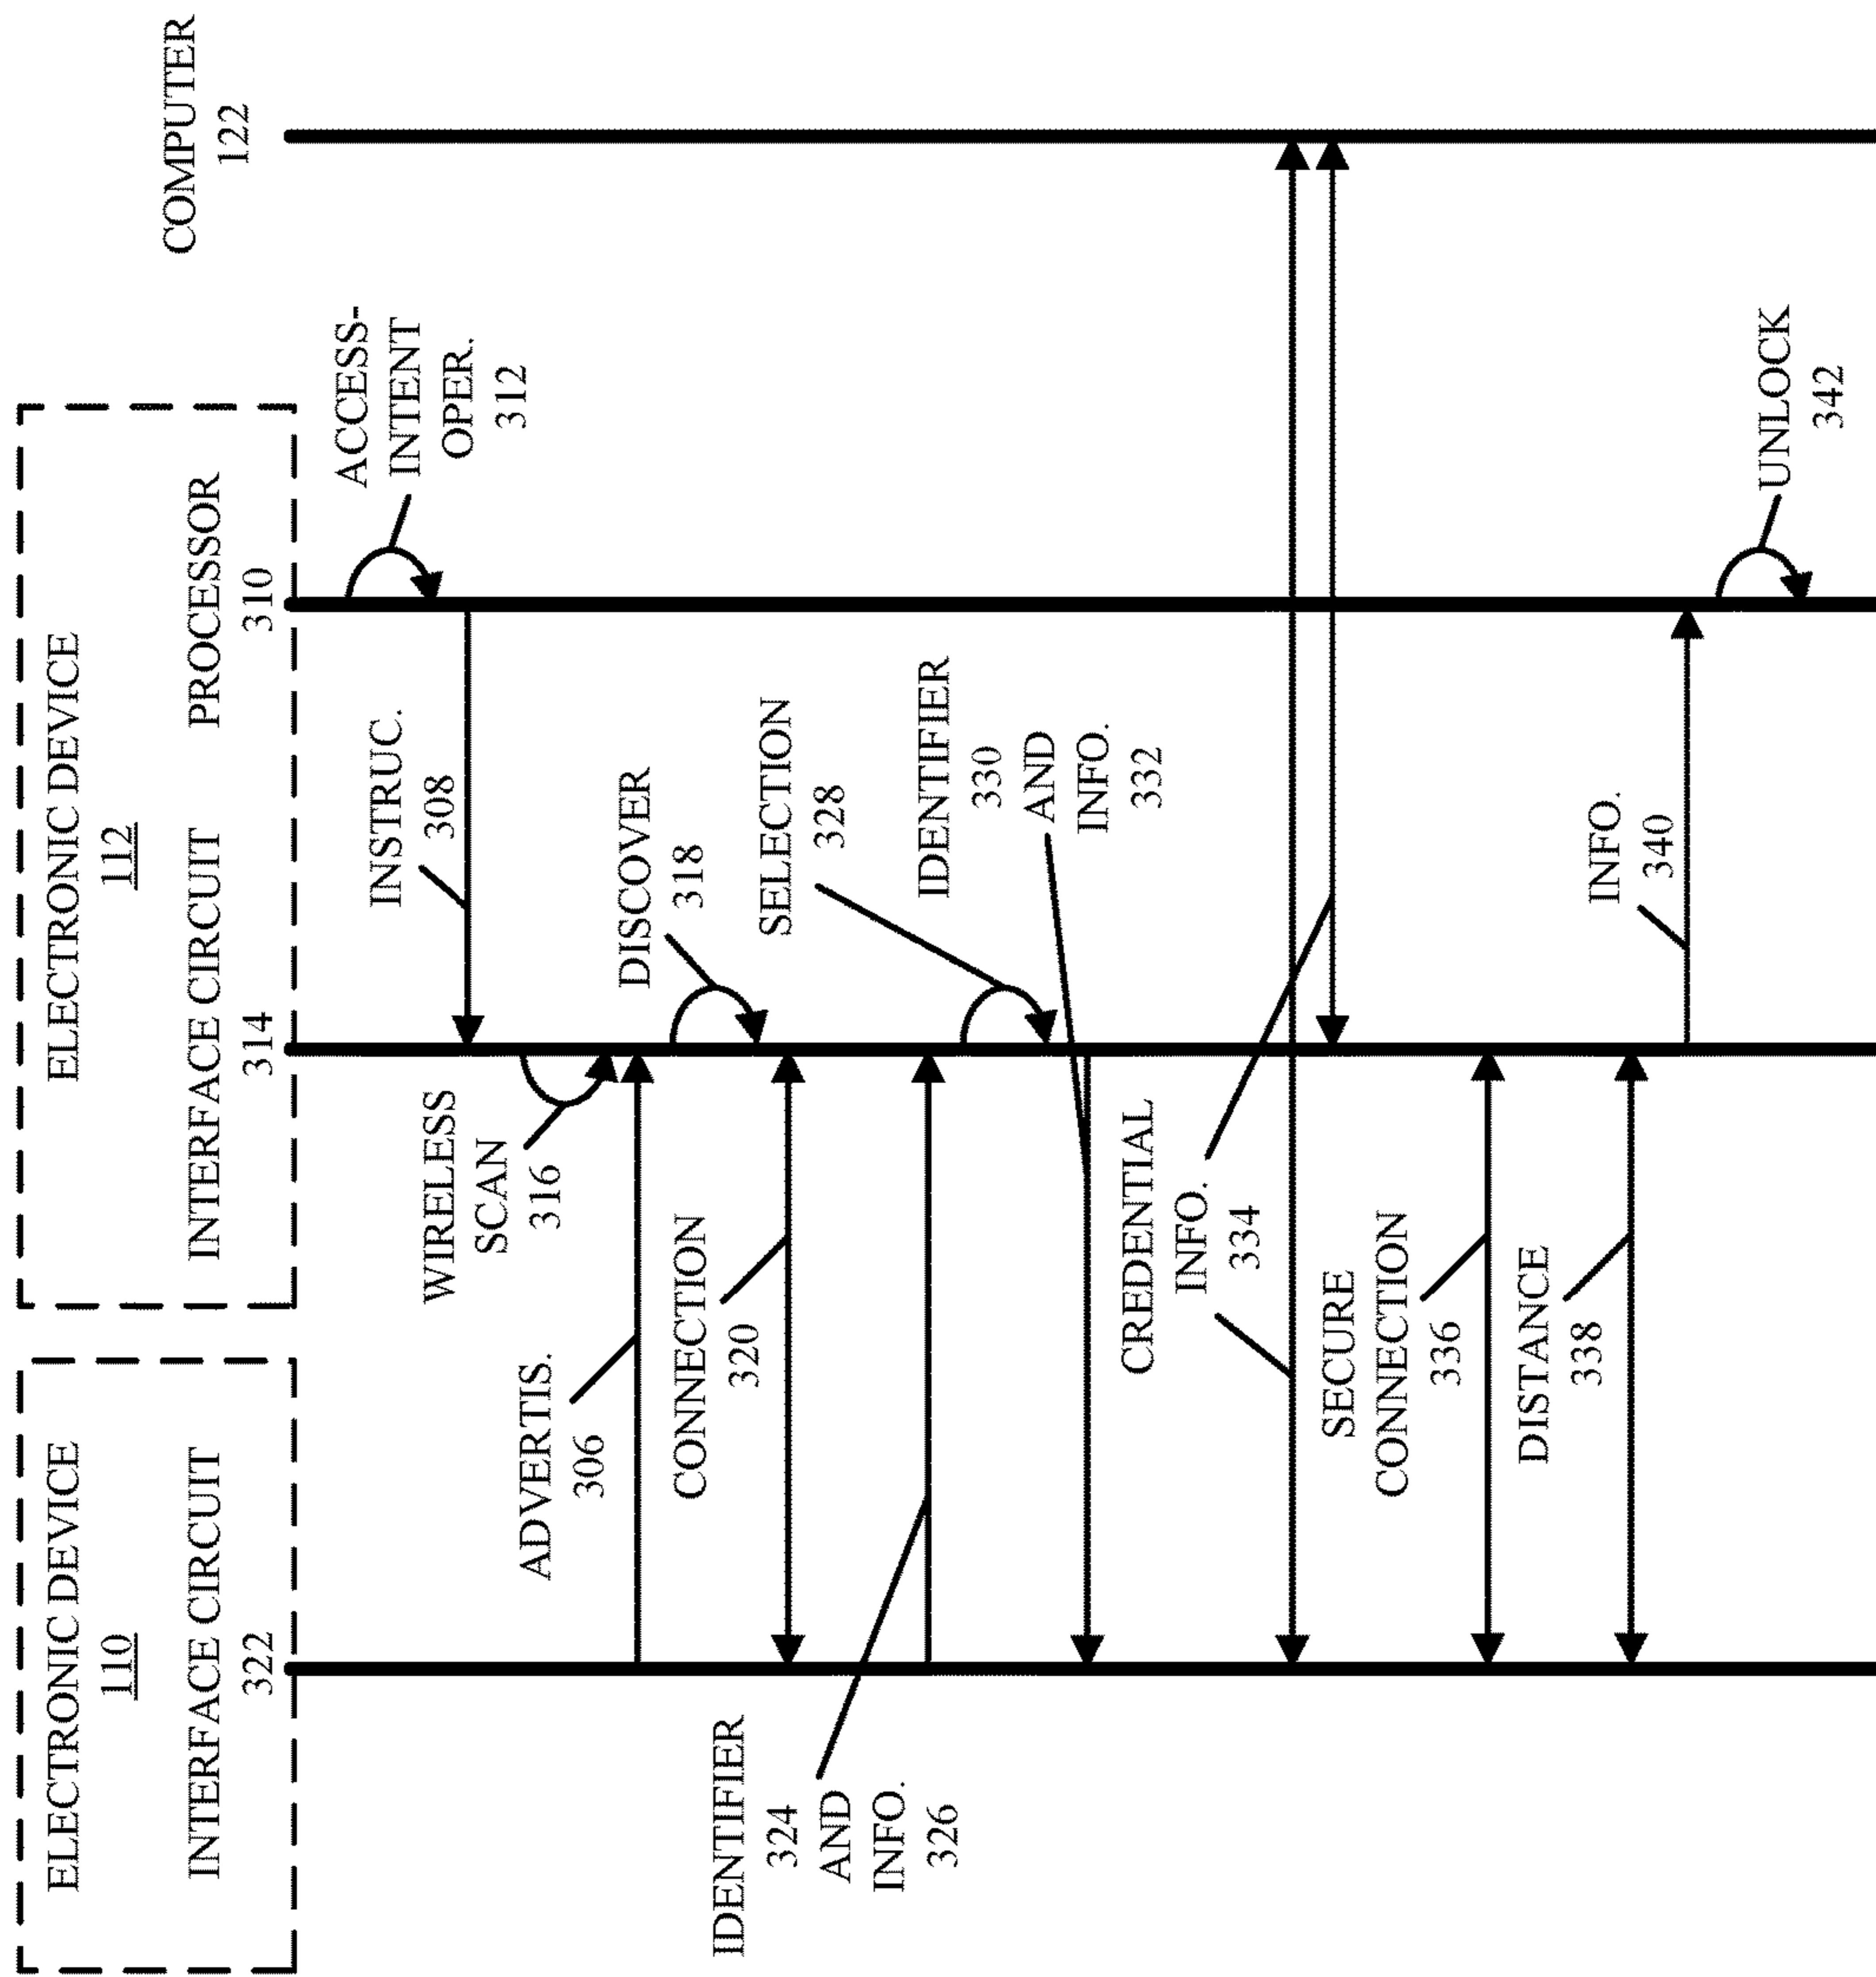 ELECTRONIC DEVICE
110
INTERFACE CIRCUIT
322
ELECTRONIC DEVICE
112
INTERFACE CIRCUIT
314
PROCESSOR
310
COMPUTER
122
ACCESS-
INTENT
OPER.
312
INSTRUC.
308
WIRELESS
SCAN
316
ADVERTIS.
306
DISCOVER
318
CONNECTION
320
IDENTIFIER
324
AND
INFO.
326
SELECTION
328
IDENTIFIER
330
AND
INFO.
332
CREDENTIAL
INFO.
334
SECURE
CONNECTION
336
DISTANCE
338
INFO.
340
UNLOCK
342